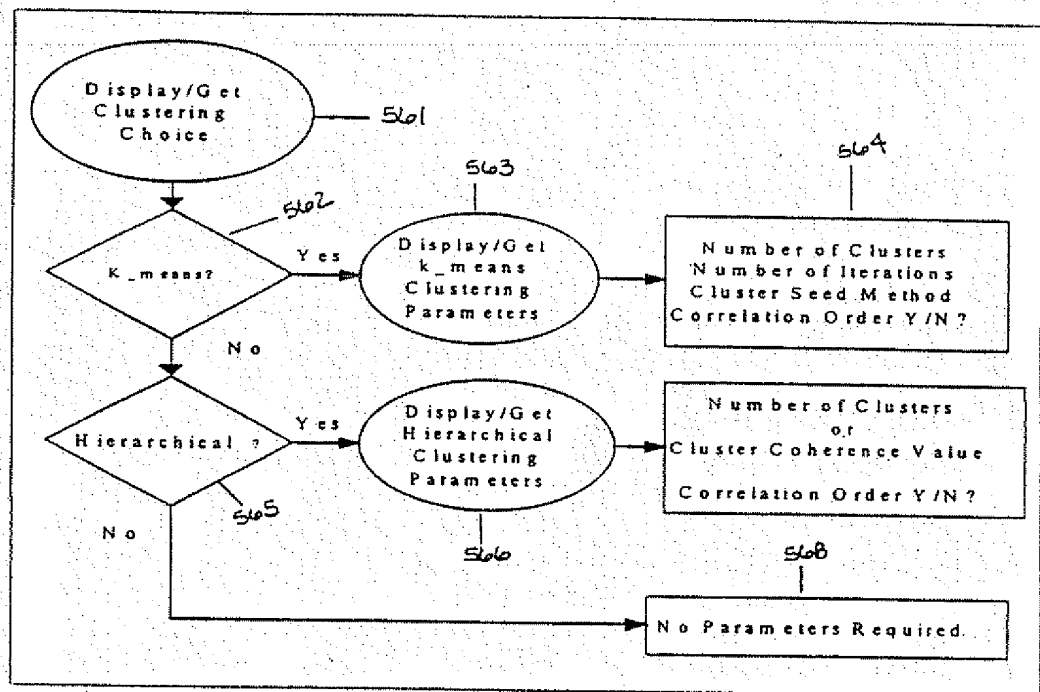 Display/Get
Clustering
Choice
561
562
K_means?
Yes
No
563
Display/Get
k_means
Clustering
Parameters
564
Number of Clusters
Number of Iterations
Cluster Seed Method
Correlation Order Y/N?
Hierarchical ?
Yes
No
565
Display/Get
Hierarchical
Clustering
Parameters
566
Number of Clusters
or
Cluster Coherence Value
Correlation Order Y/N?
568
No Parameters Required